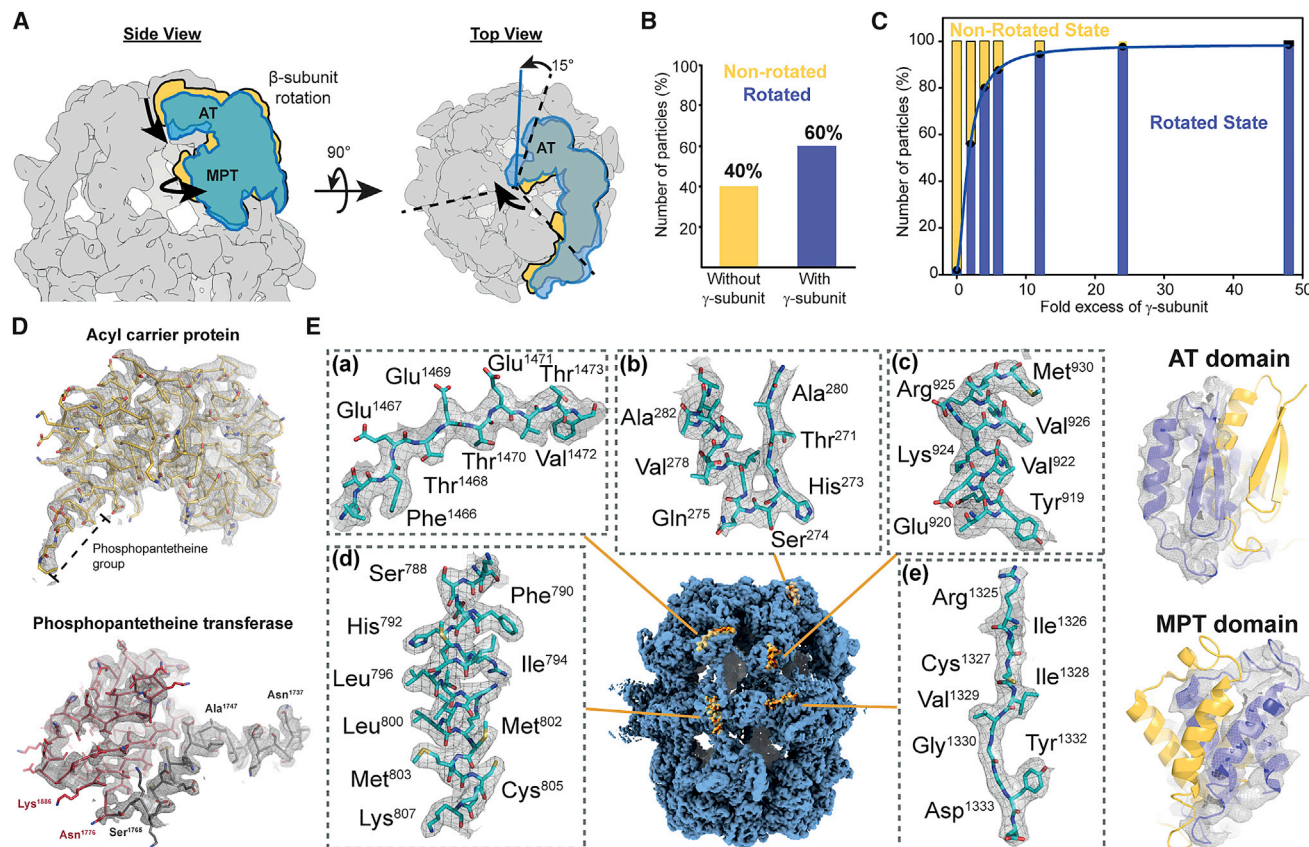 A
Side View
Top View
β-subunit
rotation
AT
MPT
90°
15°
AT
B
Number of particles (%)
100
80
60
40
20
Non-rotated
Rotated
40%
60%
Without
γ-subunit
With
γ-subunit
C
Number of particles (%)
100
80
60
40
20
0
Non-Rotated State
Rotated State
0 10 20 30 40 50
Fold excess of γ-subunit
D
Acyl carrier protein
Phosphopantetheine
group
Phosphopantetheine transferase
Asn¹⁷³⁷
Ala¹⁷⁴⁷
Lys¹⁸⁸⁶
Asn¹⁷⁷⁶
Ser¹⁷⁶⁵
E
(a)
Glu¹⁴⁷¹
Glu¹⁴⁶⁹
Thr¹⁴⁷³
Glu¹⁴⁶⁷
Thr¹⁴⁷⁰
Val¹⁴⁷²
Thr¹⁴⁶⁸
Phe¹⁴⁶⁶
(b)
Ala²⁸⁰
Ala²⁸²
Thr²⁷¹
Val²⁷⁸
His²⁷³
Gln²⁷⁵
Ser²⁷⁴
(c)
Met⁹³⁰
Arg⁹²⁵
Val⁹²⁶
Lys⁹²⁴
Val⁹²²
Tyr⁹¹⁹
Glu⁹²⁰
(d)
Ser⁷⁸⁸
Phe⁷⁹⁰
His⁷⁹²
Ile⁷⁹⁴
Leu⁷⁹⁶
Leu⁸⁰⁰
Met⁸⁰²
Met⁸⁰³
Cys⁸⁰⁵
Lys⁸⁰⁷
(e)
Arg¹³²⁵
Ile¹³²⁶
Cys¹³²⁷
Ile¹³²⁸
Val¹³²⁹
Gly¹³³⁰
Tyr¹³³²
Asp¹³³³
AT domain
MPT domain